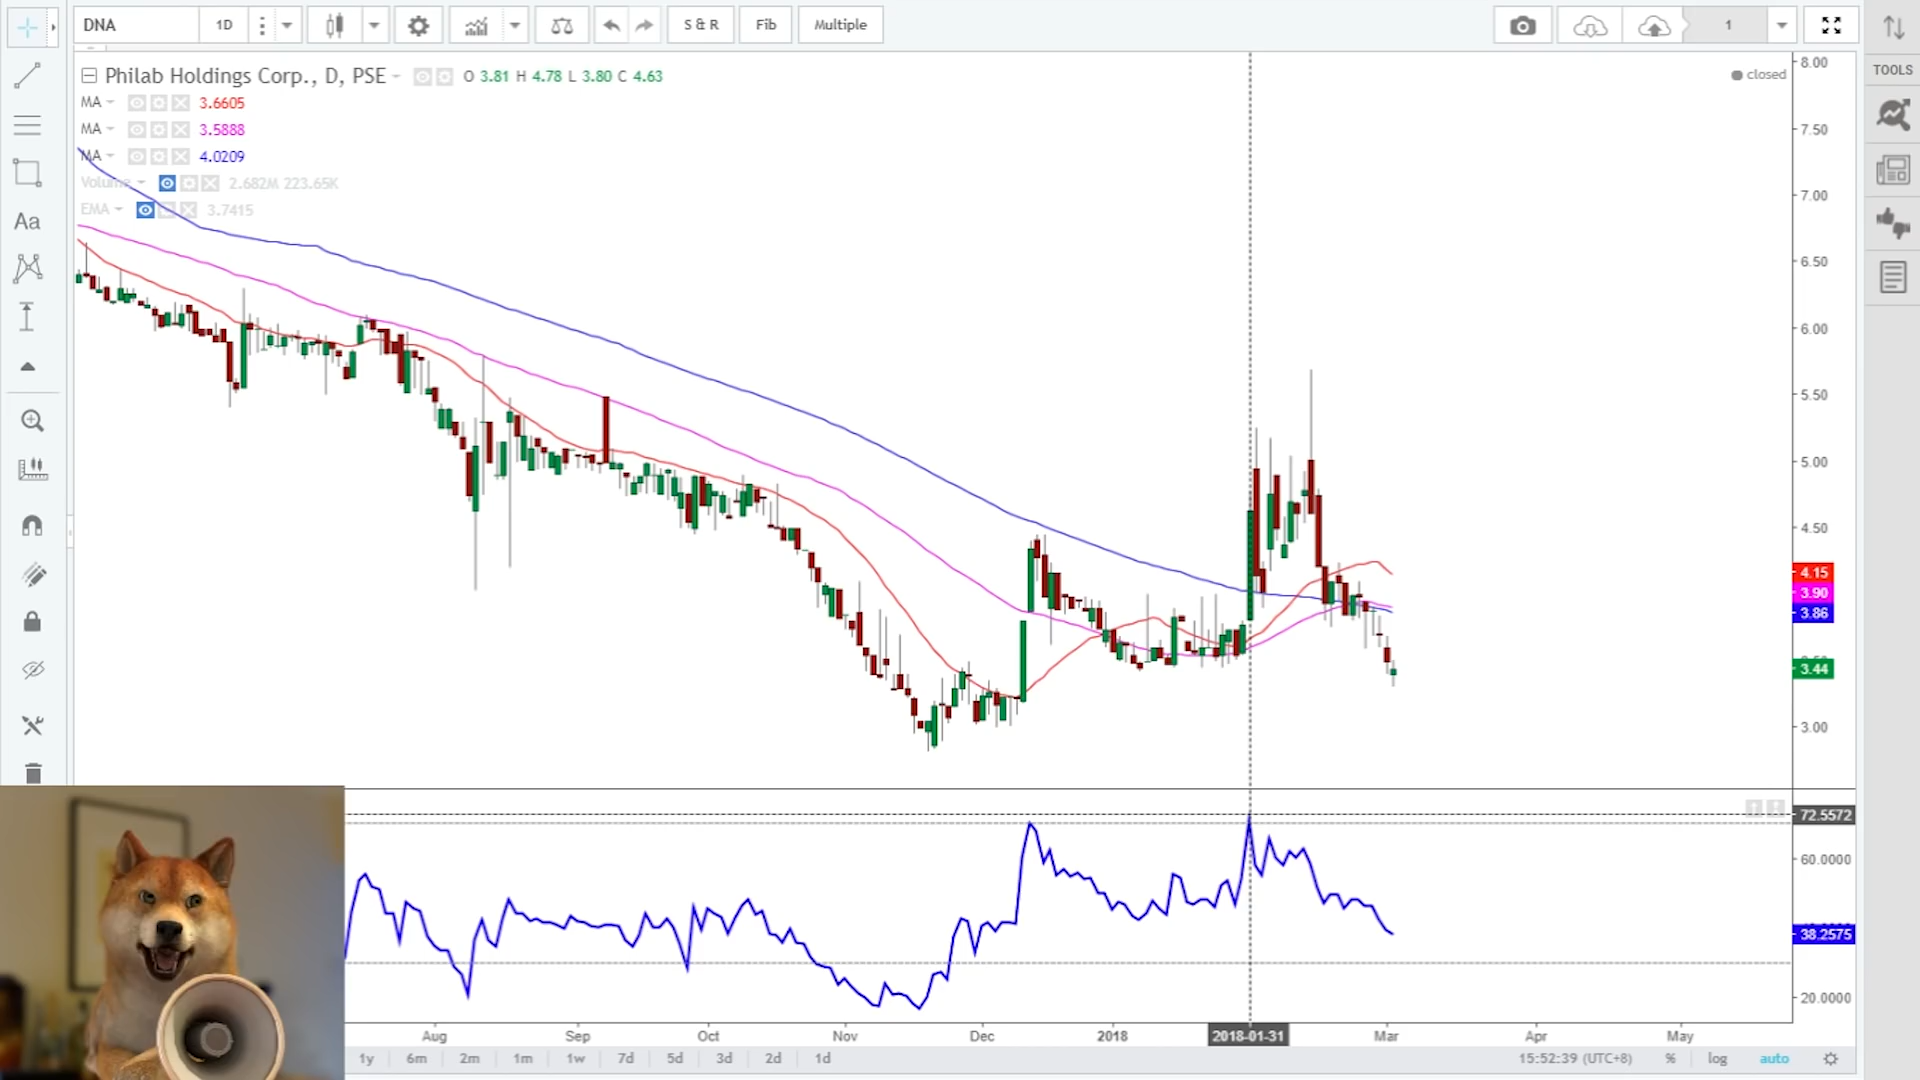 DNA 1D S & R Fib Multiple 1
TOOLS
Philab Holdings Corp., D, PSE O 3.81 H 4.78 L 3.80 C 4.63
closed
MA 3.6605
MA 3.5888
MA 4.0209
Volume 2.682M 223.65K
EMA 3.7415
Aa
8.00
7.50
7.00
6.50
6.00
5.50
5.00
4.50
4.15
3.90
3.86
3.44
3.00
72.5572
60.0000
38.2575
20.0000
Aug Sep Oct Nov Dec 2018 2018-01-31 Mar Apr May
1y 6m 2m 1m 1w 7d 5d 3d 2d 1d 15:52:39 (UTC+8) % log auto